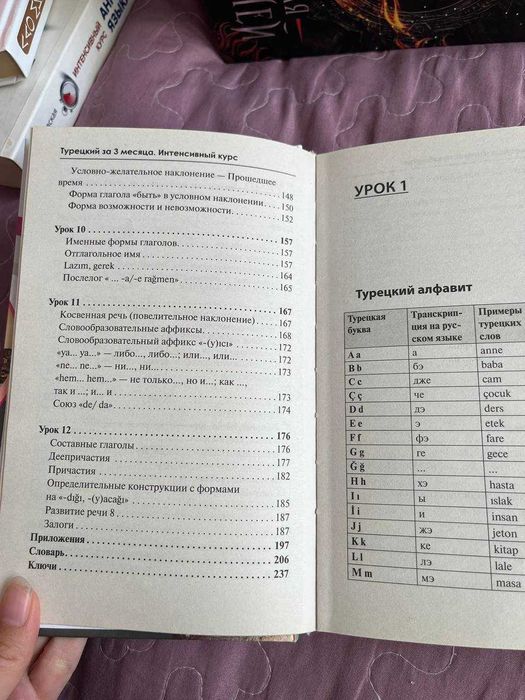 ИНТЕНСИВНЫЙ
КУРС
Турецкий за 3 месяца. Интенсивный курс
Условно-желательное наклонение — Прошедшее
время 148
Форма глагола «быть» в условном наклонении. 150
Форма возможности и невозможности. 152
Урок 10 157
Именные формы глаголов. 157
Отглагольное имя 157
Lazım, gerek 164
Послелог « ... -a/-e rağmen» 165
Урок 11 167
Косвенная речь (повелительное наклонение) 167
Словообразовательные аффиксы. 168
Словообразовательный аффикс «-(y)ıcı» 172
«ya... ya...» — либо..., либо...; или..., или... 172
«ne... ne...» — ни..., ни... 173
«hem... hem...» — не только..., но и...; как ...,
так и ...; и... и 173
Союз «de/ da» 174
Урок 12 176
Составные глаголы 176
Деепричастия 177
Причастия 182
Определительные конструкции с формами
на «-dığı, -(y)acağı» 185
Развитие речи 8 187
Залоги 187
Приложения 197
Словарь 206
Ключи 237
УРОК 1
Турецкий алфавит
Турецкая буква Транскрип-ция на рус-ском языке Примеры турецких слов
A a а anne
B b бэ baba
C c дже cam
Ç ç че çocuk
D d дэ ders
E e э etek
F f фэ fare
G g ге gece
Ğ ğ ... ...
H h хэ hasta
I ı ы ıslak
İ i и insan
J j жэ jeton
K k ке kitap
L l лэ lale
M m мэ masa